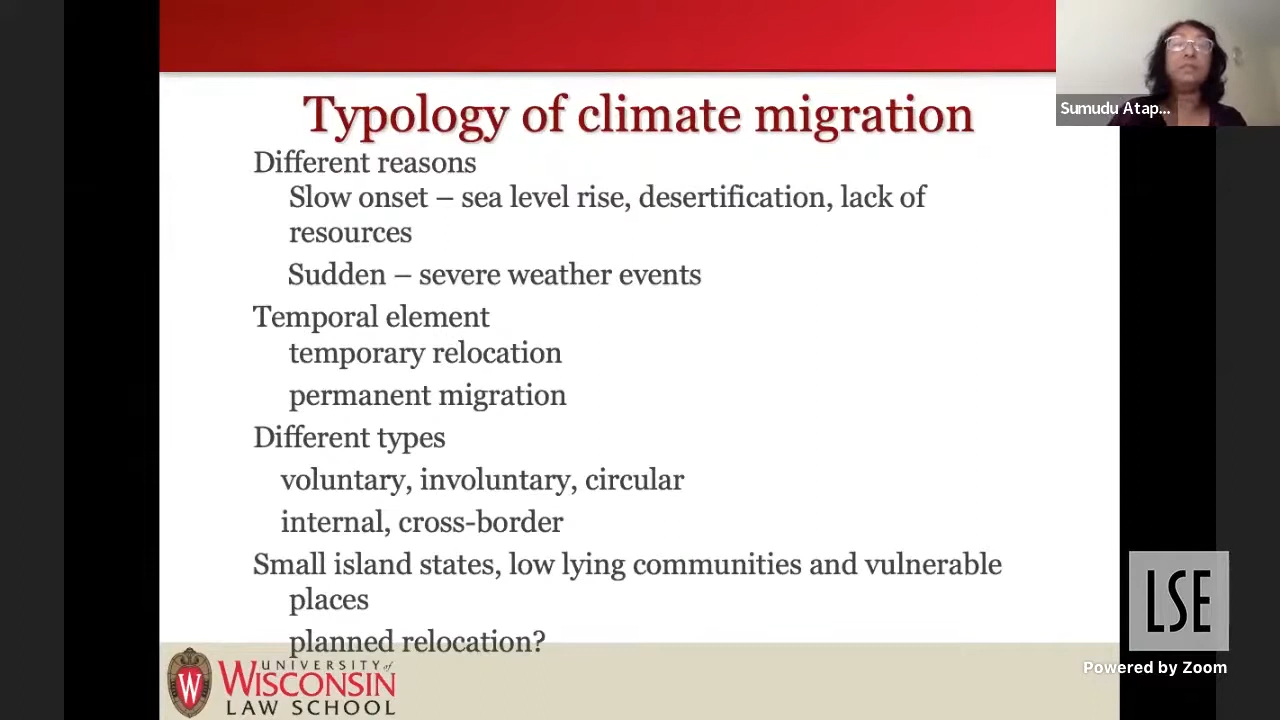 Typology of climate migration
Different reasons
Slow onset – sea level rise, desertification, lack of
resources
Sudden – severe weather events
Temporal element
temporary relocation
permanent migration
Different types
voluntary, involuntary, circular
internal, cross-border
Small island states, low lying communities and vulnerable
places
planned relocation?
W
UNIVERSITY of
WISCONSIN
LAW SCHOOL
Sumudu Atap...
LSE
Powered by Zoom